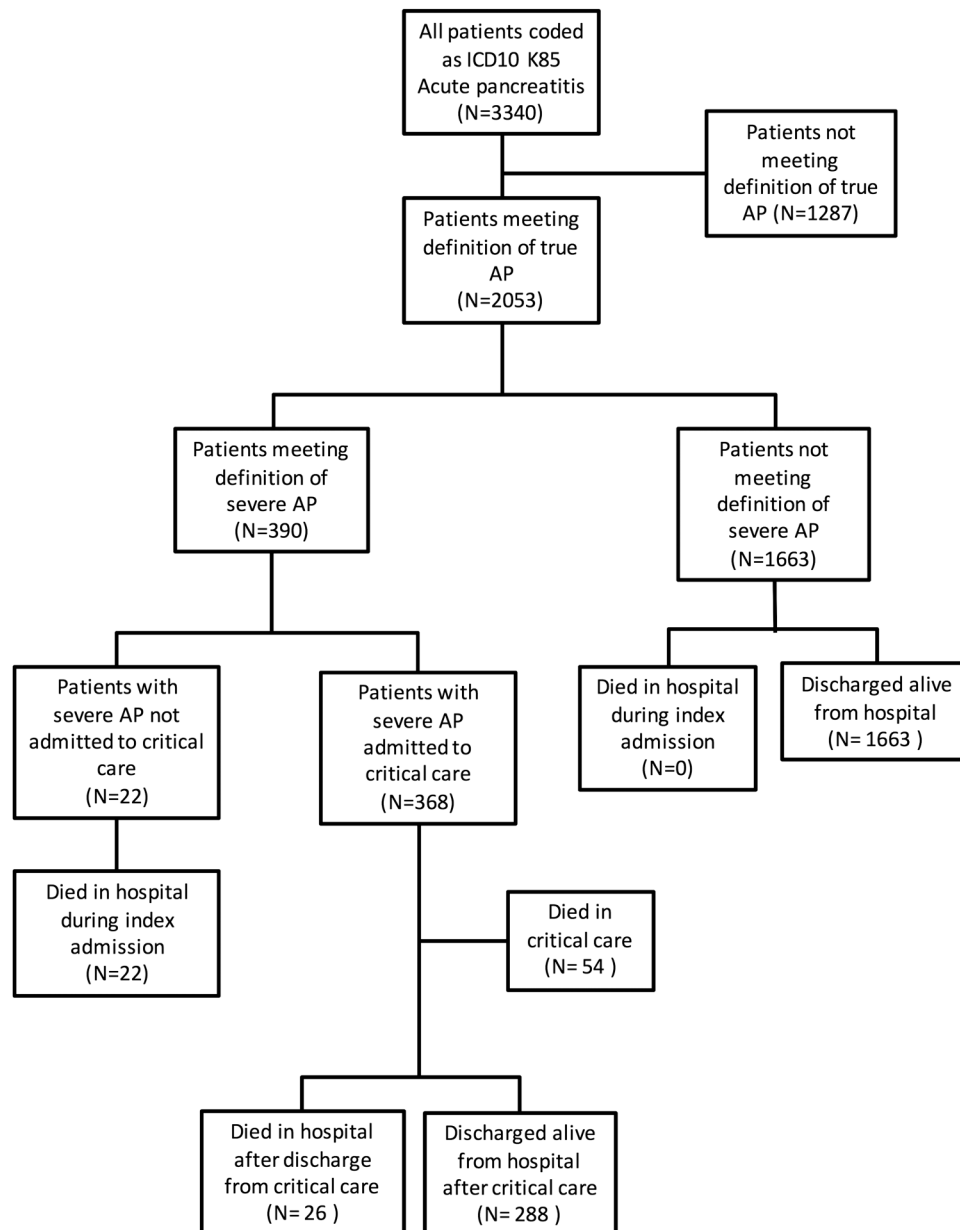 All patients coded
as ICD10 K85
Acute pancreatitis
(N=3340)
Patients not
meeting
definition of true
AP (N=1287)
Patients meeting
definition of true
AP
(N=2053)
Patients meeting
definition of
severe AP
(N=390)
Patients not
meeting
definition of
severe AP
(N=1663)
Patients with
severe AP not
admitted to critical
care
(N=22)
Patients with
severe AP
admitted to
critical care
(N=368)
Died in hospital
during index
admission
(N=0)
Discharged alive
from hospital
(N= 1663 )
Died in hospital
during index
admission
(N=22)
Died in
critical care
(N= 54 )
Died in hospital
after discharge
from critical care
(N= 26 )
Discharged alive
from hospital
after critical care
(N= 288 )